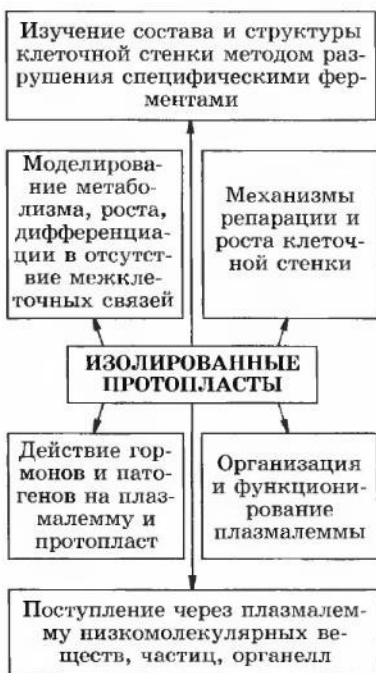 Изучение состава и структуры
клеточной стенки методом раз-
рушения специфическими фер-
ментами
Моделирова-
ние метабо-
лизма, роста,
дифференциа-
ции в отсутст-
вие межкле-
точных связей
Механизмы
репарации и
роста клеточ-
ной стенки
ИЗОЛИРОВАННЫЕ
ПРОТОПЛАСТЫ
Действие гор-
монов и пато-
генов на плаз-
малемму и
протопласт
Организация
и функциони-
рование
плазмалеммы
Поступление через плазмалем-
му низкомолекулярных ве-
ществ, частиц, органелл